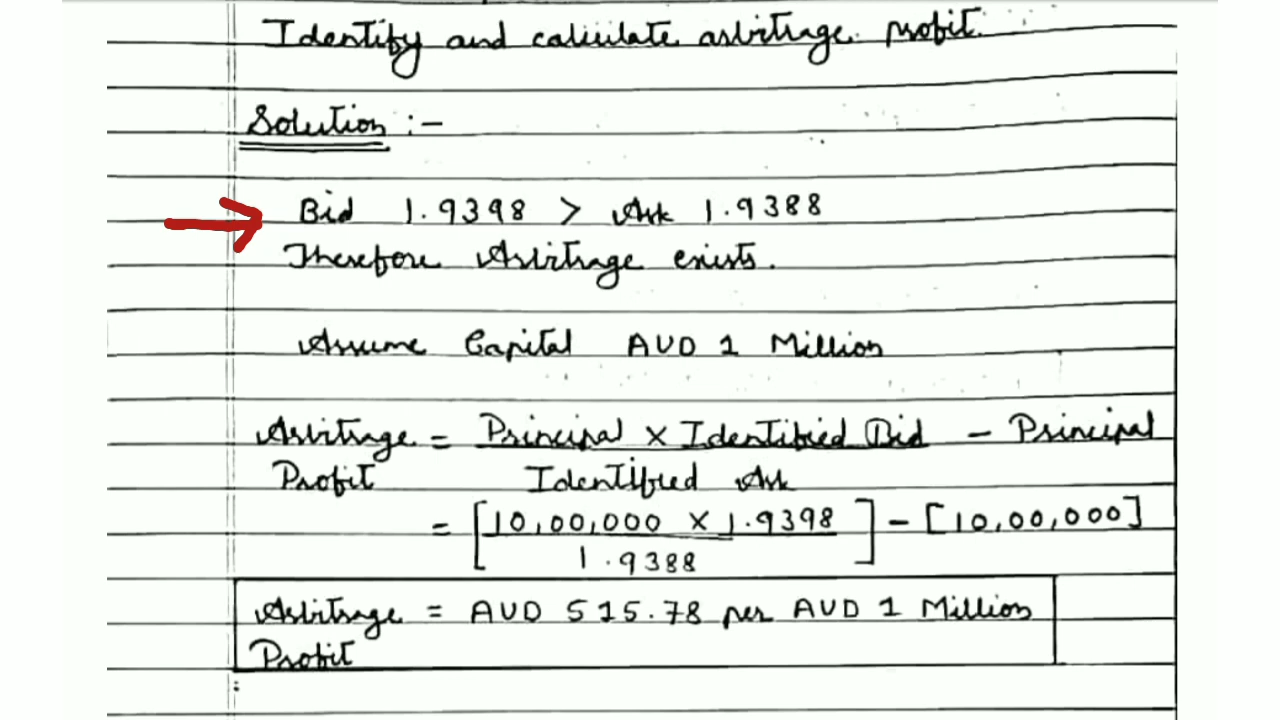 Identify and calculate arbitrage profit.
Solution :-
Bid 1.9398 > Ask 1.9388
Therefore Arbitrage exists.
Assume Capital AUD 1 Million
Arbitrage = Principal × Identified Bid - Principal
Profit Identified Ask
= [10,00,000 × 1.9398 ] - [10,00,000]
1.9388
Arbitrage = AUD 515.78 per AUD 1 Million
Profit